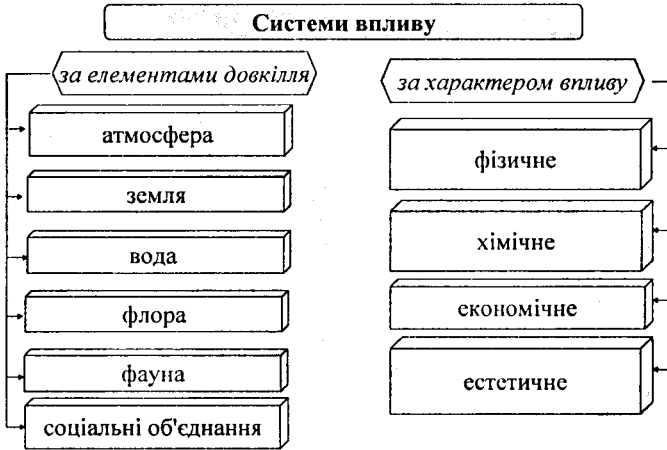 Системи впливу
за елементами довкілля
атмосфера
земля
вода
флора
фауна
соціальні об'єднання
за характером впливу
фізичне
хімічне
економічне
естетичне